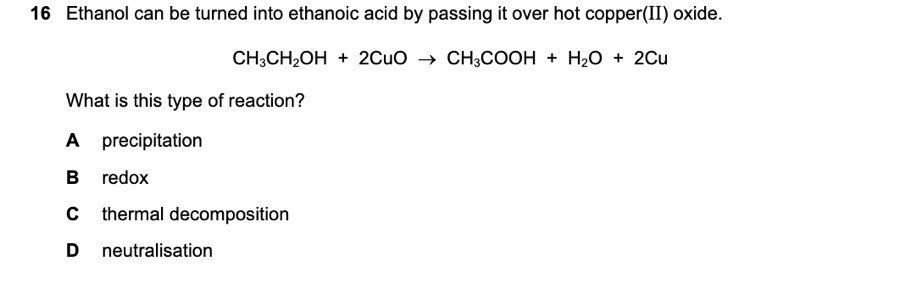 16 Ethanol can be turned into ethanoic acid by passing it over hot copper(II) oxide.
CH₃CH₂OH + 2CuO → CH₃COOH + H₂O + 2Cu
What is this type of reaction?
A precipitation
B redox
C thermal decomposition
D neutralisation